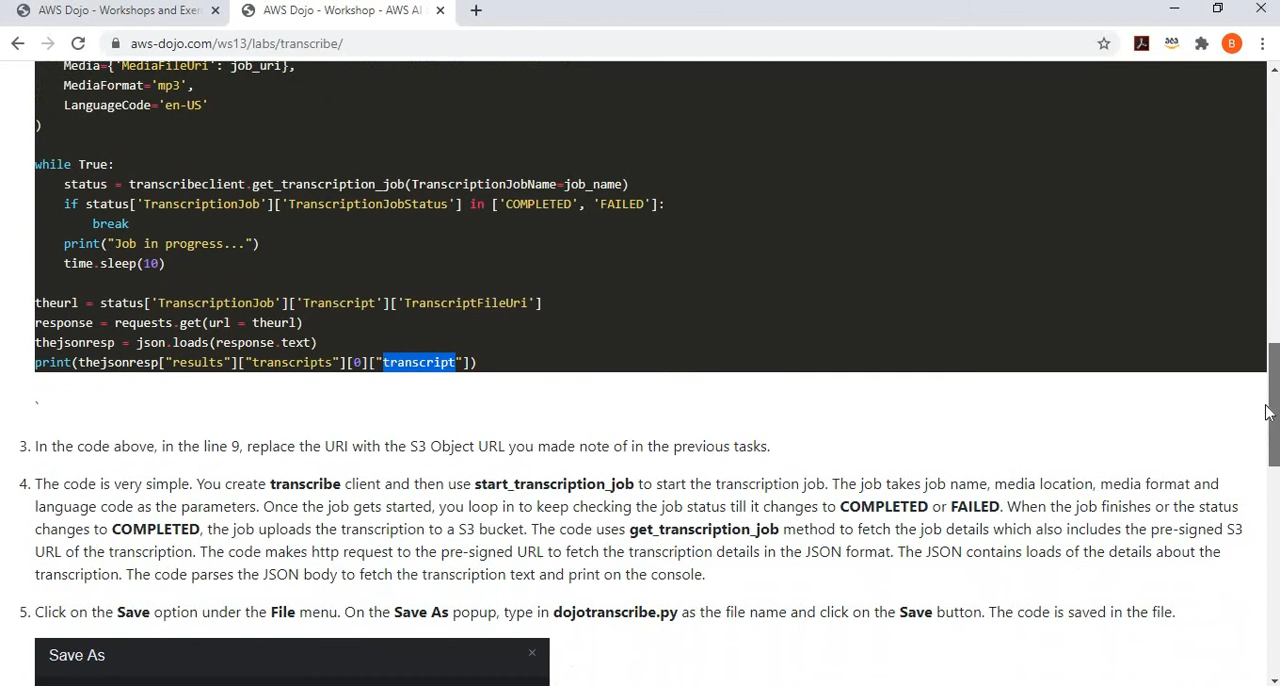 AWS Dojo - Workshops and Exer
AWS Dojo - Workshop - AWS AI
aws-dojo.com/ws13/labs/transcribe/
B
Media={'MediaFileUri': job_uri},
MediaFormat='mp3',
LanguageCode='en-US'
)
while True:
status = transcribeclient.get_transcription_job(TranscriptionJobName=job_name)
if status['TranscriptionJob']['TranscriptionJobStatus'] in ['COMPLETED', 'FAILED']:
break
print("Job in progress...")
time.sleep(10)
theurl = status['TranscriptionJob']['Transcript']['TranscriptFileUri']
response = requests.get(url = theurl)
thejsonresp = json.loads(response.text)
print(thejsonresp["results"]["transcripts"][0]["transcript"])
`
3. In the code above, in the line 9, replace the URI with the S3 Object URL you made note of in the previous tasks.
4. The code is very simple. You create transcribe client and then use start_transcription_job to start the transcription job. The job takes job name, media location, media format and
language code as the parameters. Once the job gets started, you loop in to keep checking the job status till it changes to COMPLETED or FAILED. When the job finishes or the status
changes to COMPLETED, the job uploads the transcription to a S3 bucket. The code uses get_transcription_job method to fetch the job details which also includes the pre-signed S3
URL of the transcription. The code makes http request to the pre-signed URL to fetch the transcription details in the JSON format. The JSON contains loads of the details about the
transcription. The code parses the JSON body to fetch the transcription text and print on the console.
5. Click on the Save option under the File menu. On the Save As popup, type in dojotranscribe.py as the file name and click on the Save button. The code is saved in the file.
Save As